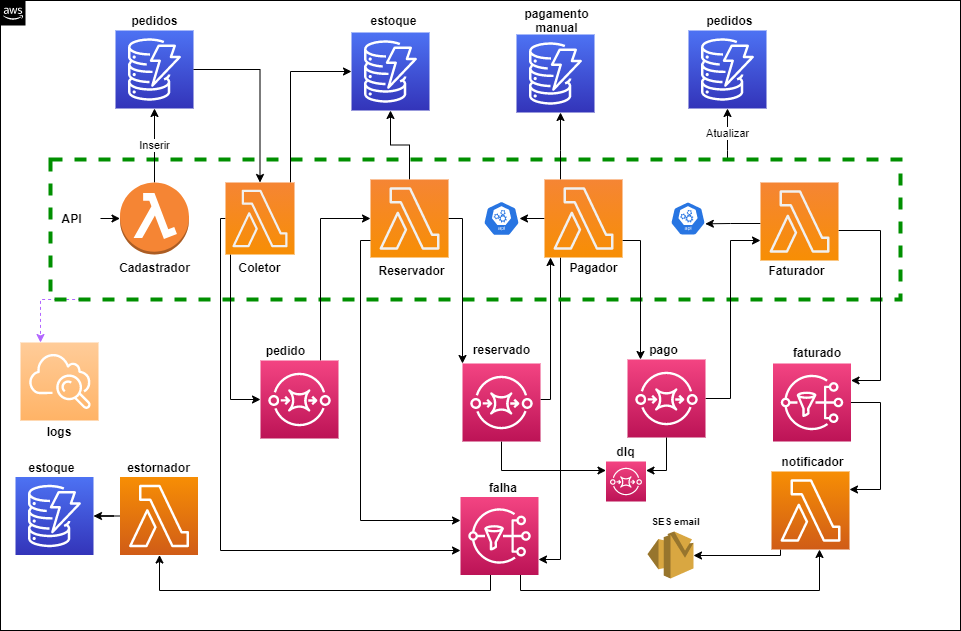 aws
pedidos
estoque
pagamento
manual
pedidos
Inserir
Atualizar
API
Cadastrador
Coletor
Reservador
Pagador
Faturador
pedido
reservado
pago
faturado
logs
dlq
estoque
estornador
falha
notificador
SES email